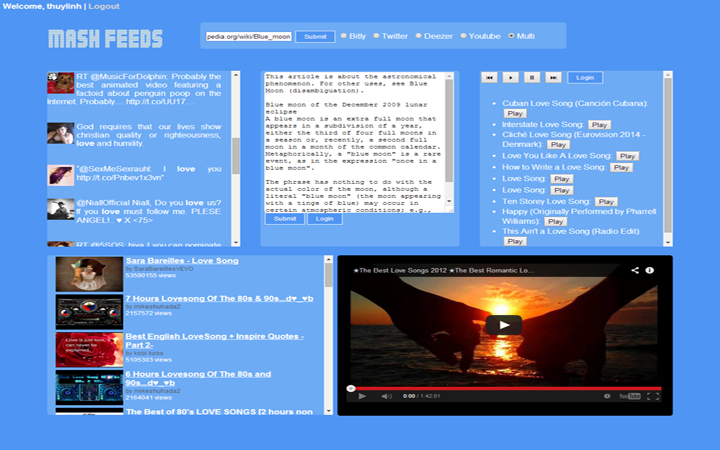 Welcome, thuylinh | Logout
MASH FEEDS
pedia.org/wiki/Blue_moon Submit Bitly Twitter Deezer Youtube Multi
RT @MusicForDolphin: Probably the
best animated video featuring a
factoid about penguin poop on the
Internet. Probably... http://t.co/UU17...
God requires that our lives show
christian quality or righteousness,
love and humility.
"@SexMeSexrauhl: I love you
http://t.co/Pnbev1x3vn"
@NiallOfficial Niall, Do you love us?
If you love must follow me. PLESE
ANGEL!.. ♥ X <75>
RT @5SOS: hiya I you can nominate
This article is about the astronomical
phenomenon. For other uses, see Blue
Moon (disambiguation).
Blue moon of the December 2009 lunar
eclipse
A blue moon is an extra full moon that
appears in a subdivision of a year,
either the third of four full moons in
a season or, recently, a second full
moon in a month of the common calendar.
Metaphorically, a "blue moon" is a rare
event, as in the expression "once in a
blue moon".
The phrase has nothing to do with the
actual color of the moon, although a
literal "blue moon" (the moon appearing
with a tinge of blue) may occur in
certain atmospheric conditions; e.g.,
Submit Login
Login
Cuban Love Song (Canción Cubana):
Play
Interstate Love Song: Play
Cliché Love Song (Eurovision 2014 -
Denmark): Play
Love You Like A Love Song: Play
How to Write a Love Song: Play
Love Song: Play
Love Song: Play
Ten Storey Love Song: Play
Happy (Originally Performed by Pharrell
Williams): Play
This Ain't a Love Song (Radio Edit):
Play
Sara Bareilles - Love Song
by SaraBareillesVEVO
53590155 views
7 Hours Lovesong Of The 80s & 90s...d♥_♥b
by mikeshufrada2
2157572 views
Best English LoveSong + Inspire Quotes -
Part 2-
by Kobi Koba
5105303 views
6 Hours Lovesong Of The 80s and
90s...d♥_♥b
by mikeshufrada2
2164041 views
The Best of 80's LOVE SONGS [2 hours non
Love is just love, it
can never be
explained.
★The Best Love Songs 2012 ★The Best Romantic Lo...
0:00 / 1:42:01
YouTube